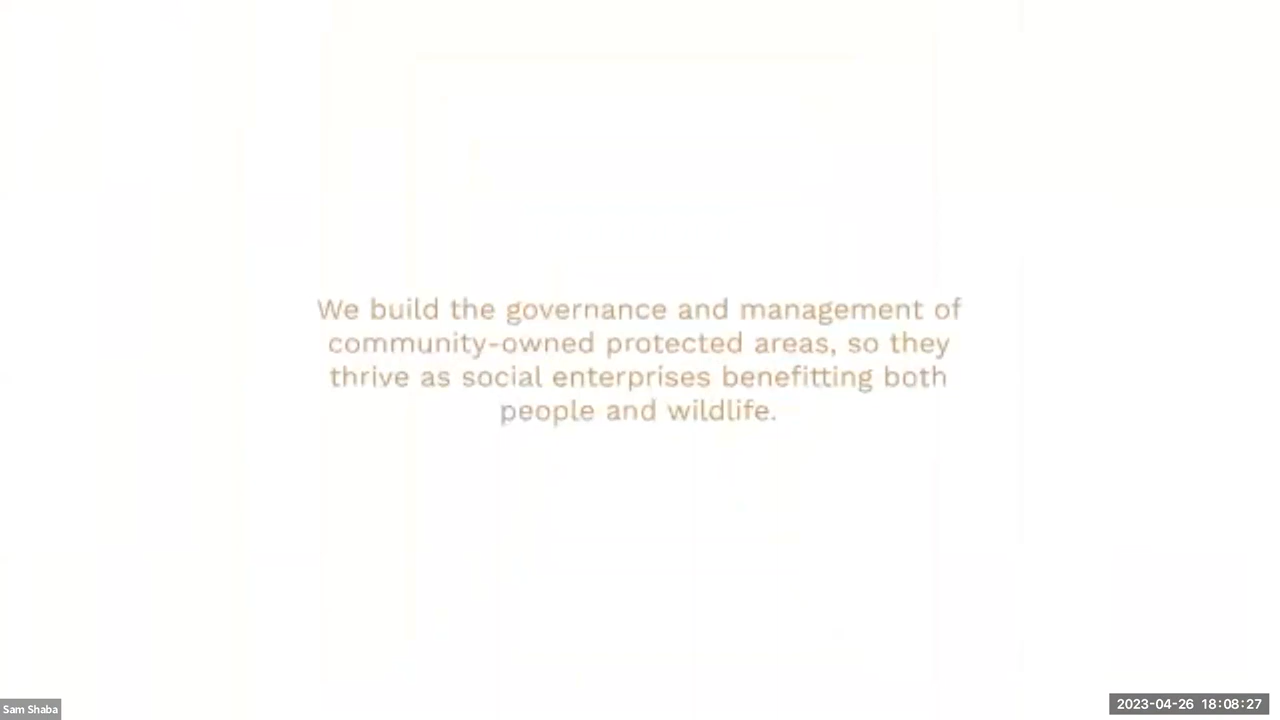 We build the governance and management of
community-owned protected areas, so they
thrive as social enterprises benefitting both
people and wildlife.
Sam Shaba
2023-04-26 18:08:27